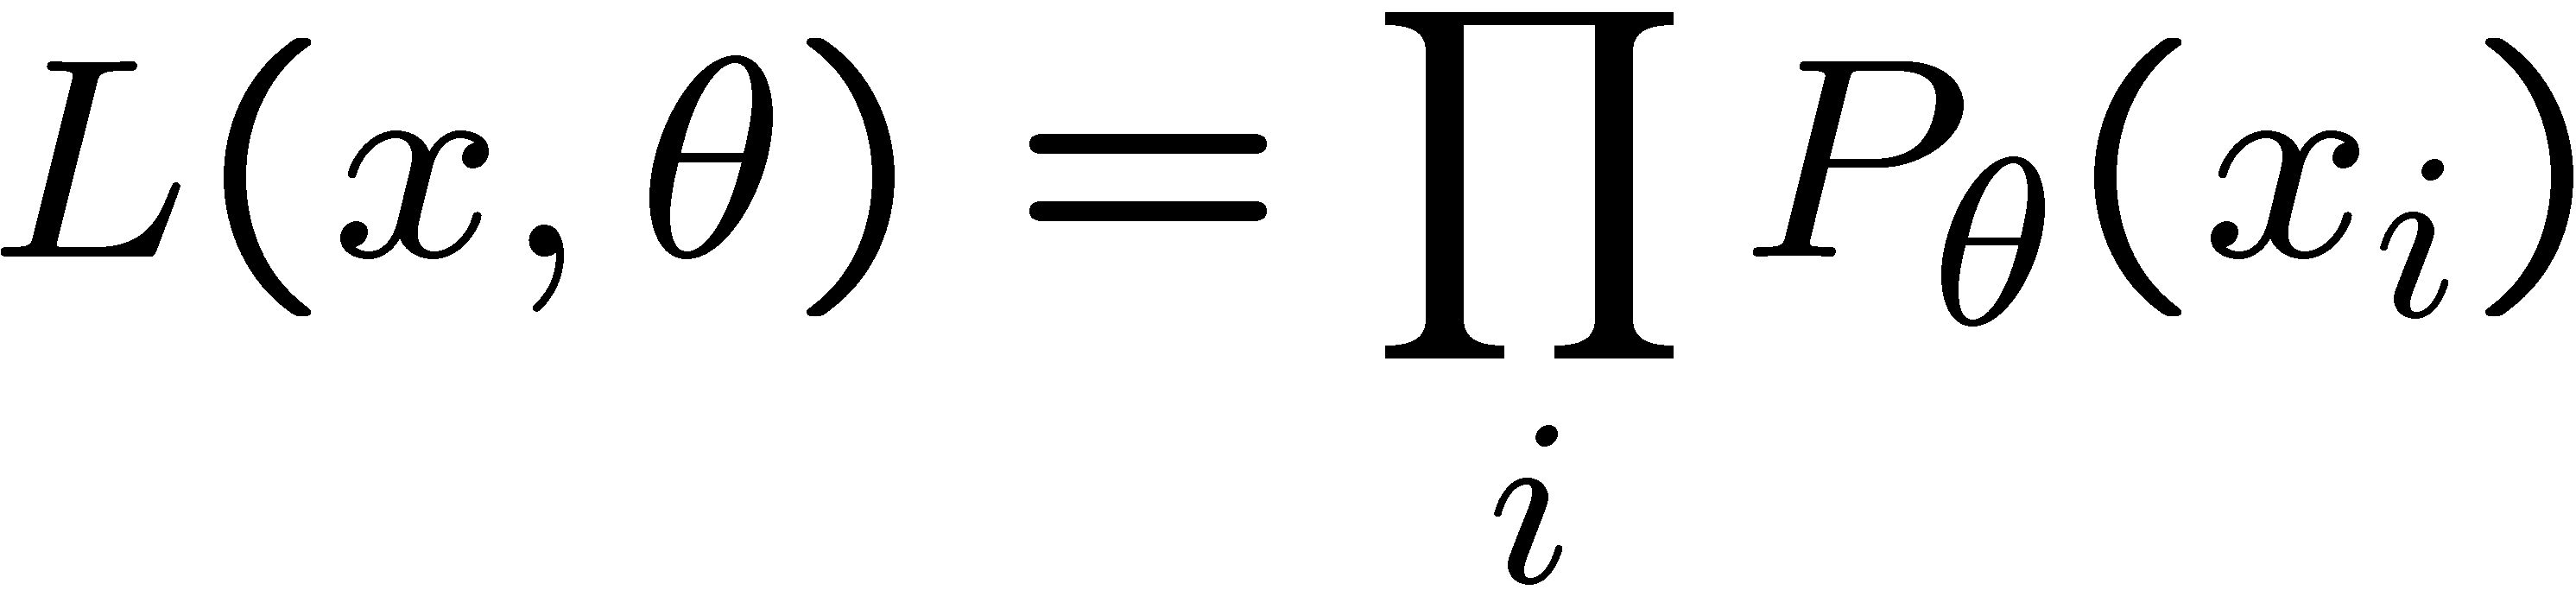 L(x, θ) = ∏_i P_θ(x_i)